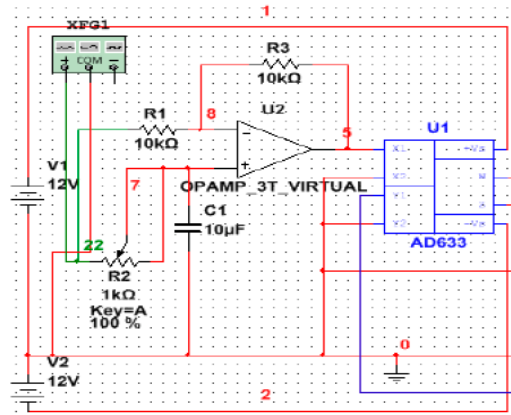 1
XFG1
COM
R3
10kΩ
U2
R1
8
10kΩ
5
U1
X1
+Vs
X2
W
Y1
Z
Y2
-Vs
AD633
V1
12V
7
OPAMP_3T_VIRTUAL
C1
10µF
22
R2
1kΩ
Key=A
100 %
0
V2
12V
2